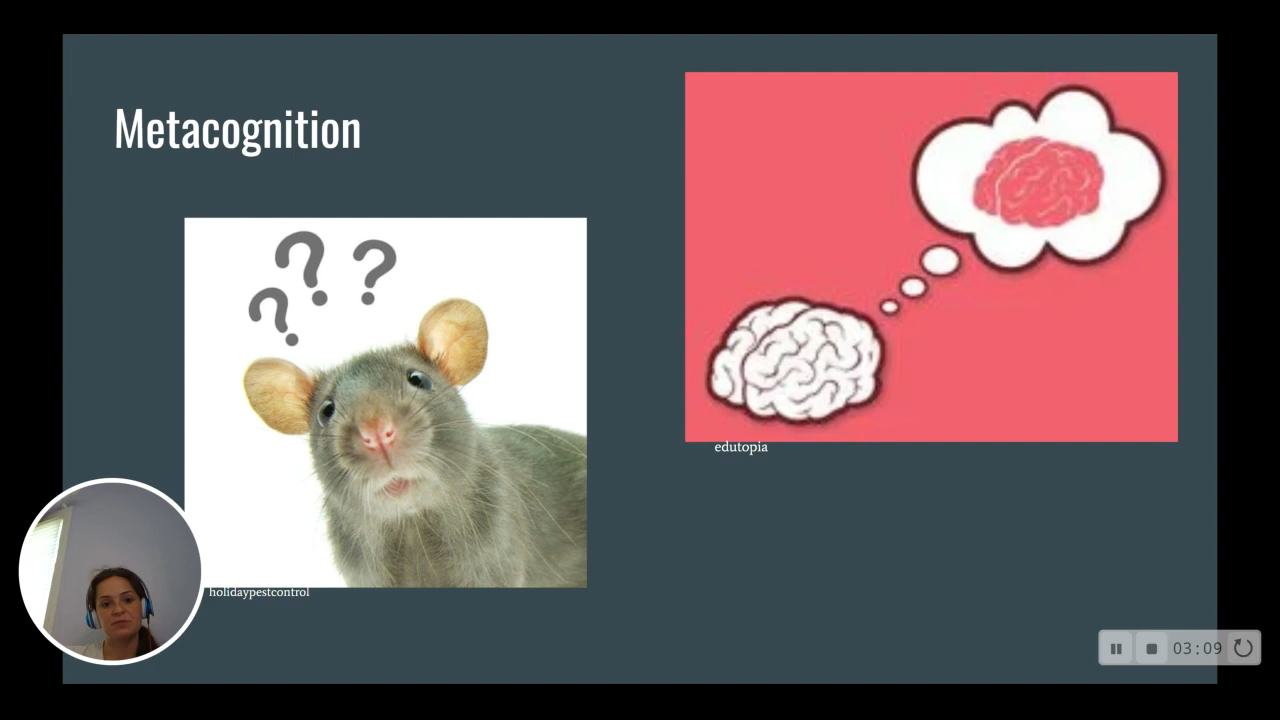 Metacognition
? ? ?
edutopia
holidaypestcontrol
03:09